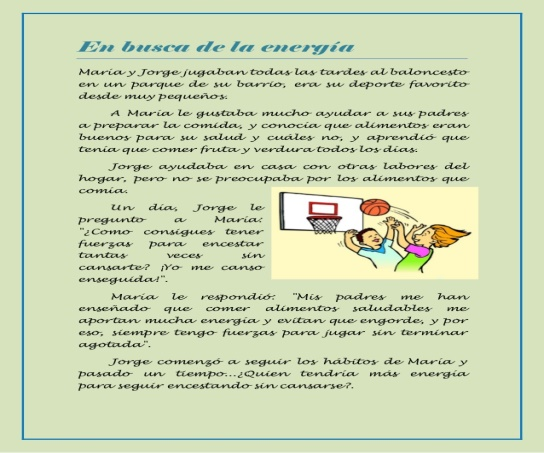 En busca de la energía
María y Jorge jugaban todas las tardes al baloncesto
en un parque de su barrio, era su deporte favorito
desde muy pequeños.
A María le gustaba mucho ayudar a sus padres
a preparar la comida, y conocía que alimentos eran
buenos para su salud y cuáles no, y aprendió que
tenía que comer fruta y verdura todos los días.
Jorge ayudaba en casa con otras labores del
hogar, pero no se preocupaba por los alimentos que
comía.
Un día, Jorge le
pregunto a María:
"¿Como consigues tener
fuerzas para encestar
tantas veces sin
cansarte? ¡Yo me canso
enseguida!".
María le respondió: "Mis padres me han
enseñado que comer alimentos saludables me
aportan mucha energía y evitan que engorde, y por
eso, siempre tengo fuerzas para jugar sin terminar
agotada".
Jorge comenzó a seguir los hábitos de María y
pasado un tiempo...¿Quien tendría más energía
para seguir encestando sin cansarse?.